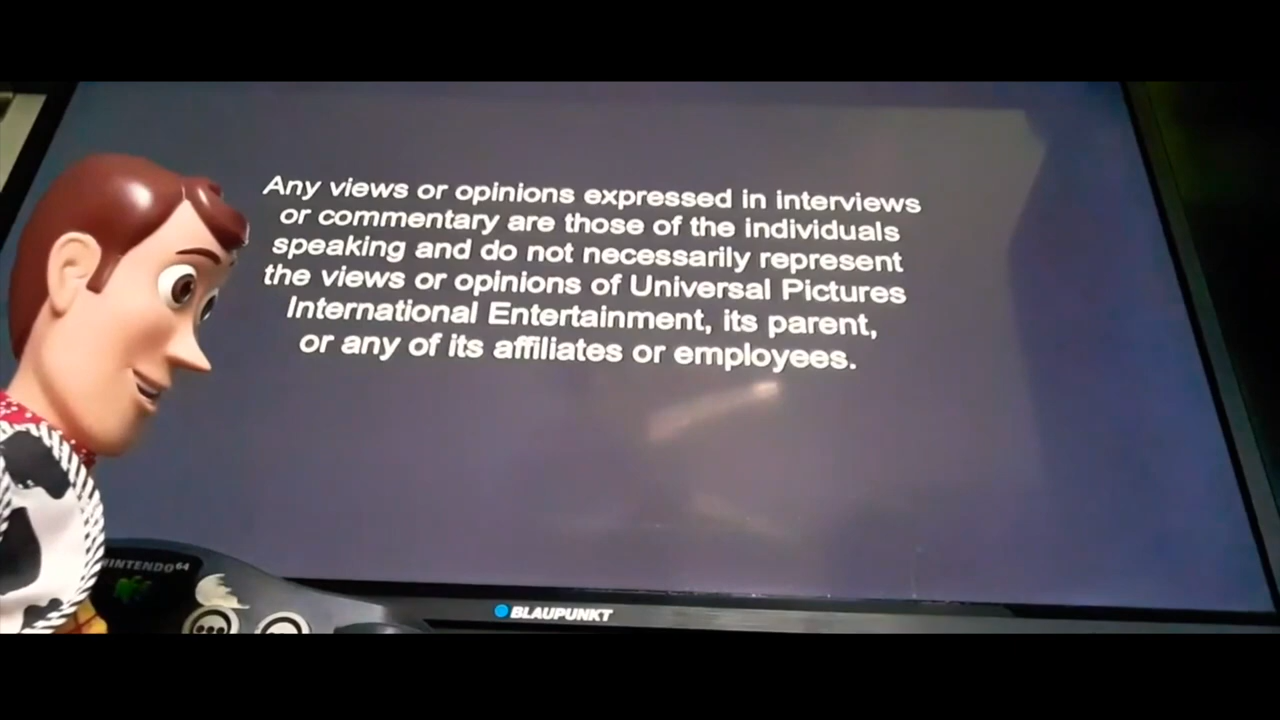 Any views or opinions expressed in interviews
or commentary are those of the individuals
speaking and do not necessarily represent
the views or opinions of Universal Pictures
International Entertainment, its parent,
or any of its affiliates or employees.
NINTENDO64
BLAUPUNKT